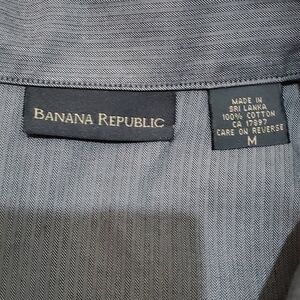 BANANA REPUBLIC
MADE IN
SRI LANKA
100% COTTON
CA 17897
CARE ON REVERSE
M